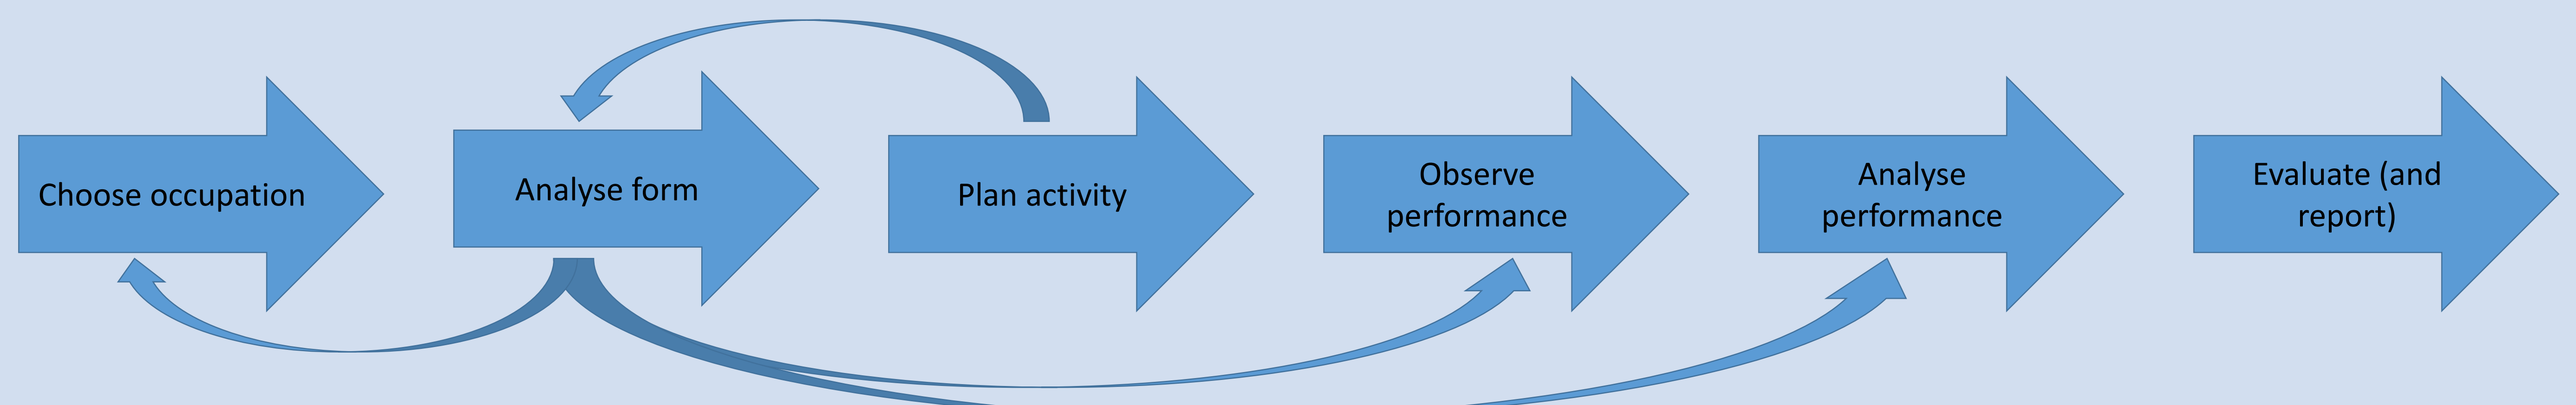 Choose occupation
Analyse form
Plan activity
Observe
performance
Analyse
performance
Evaluate (and
report)